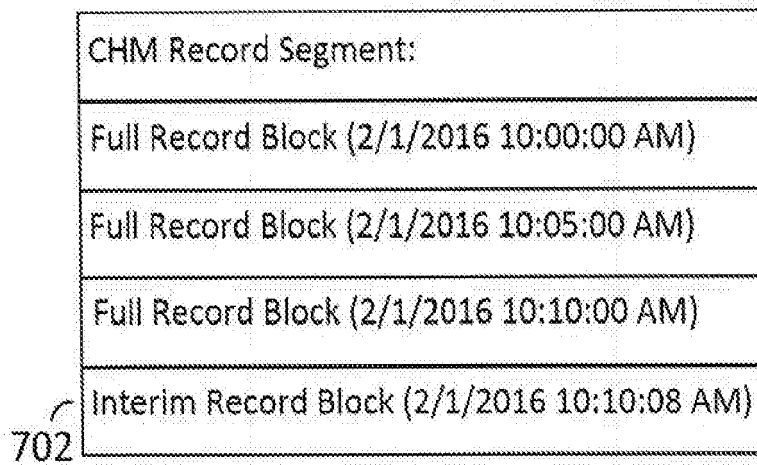 CHM Record Segment:
Full Record Block (2/1/2016 10:00:00 AM)
Full Record Block (2/1/2016 10:05:00 AM)
Full Record Block (2/1/2016 10:10:00 AM)
Interim Record Block (2/1/2016 10:10:08 AM)
702